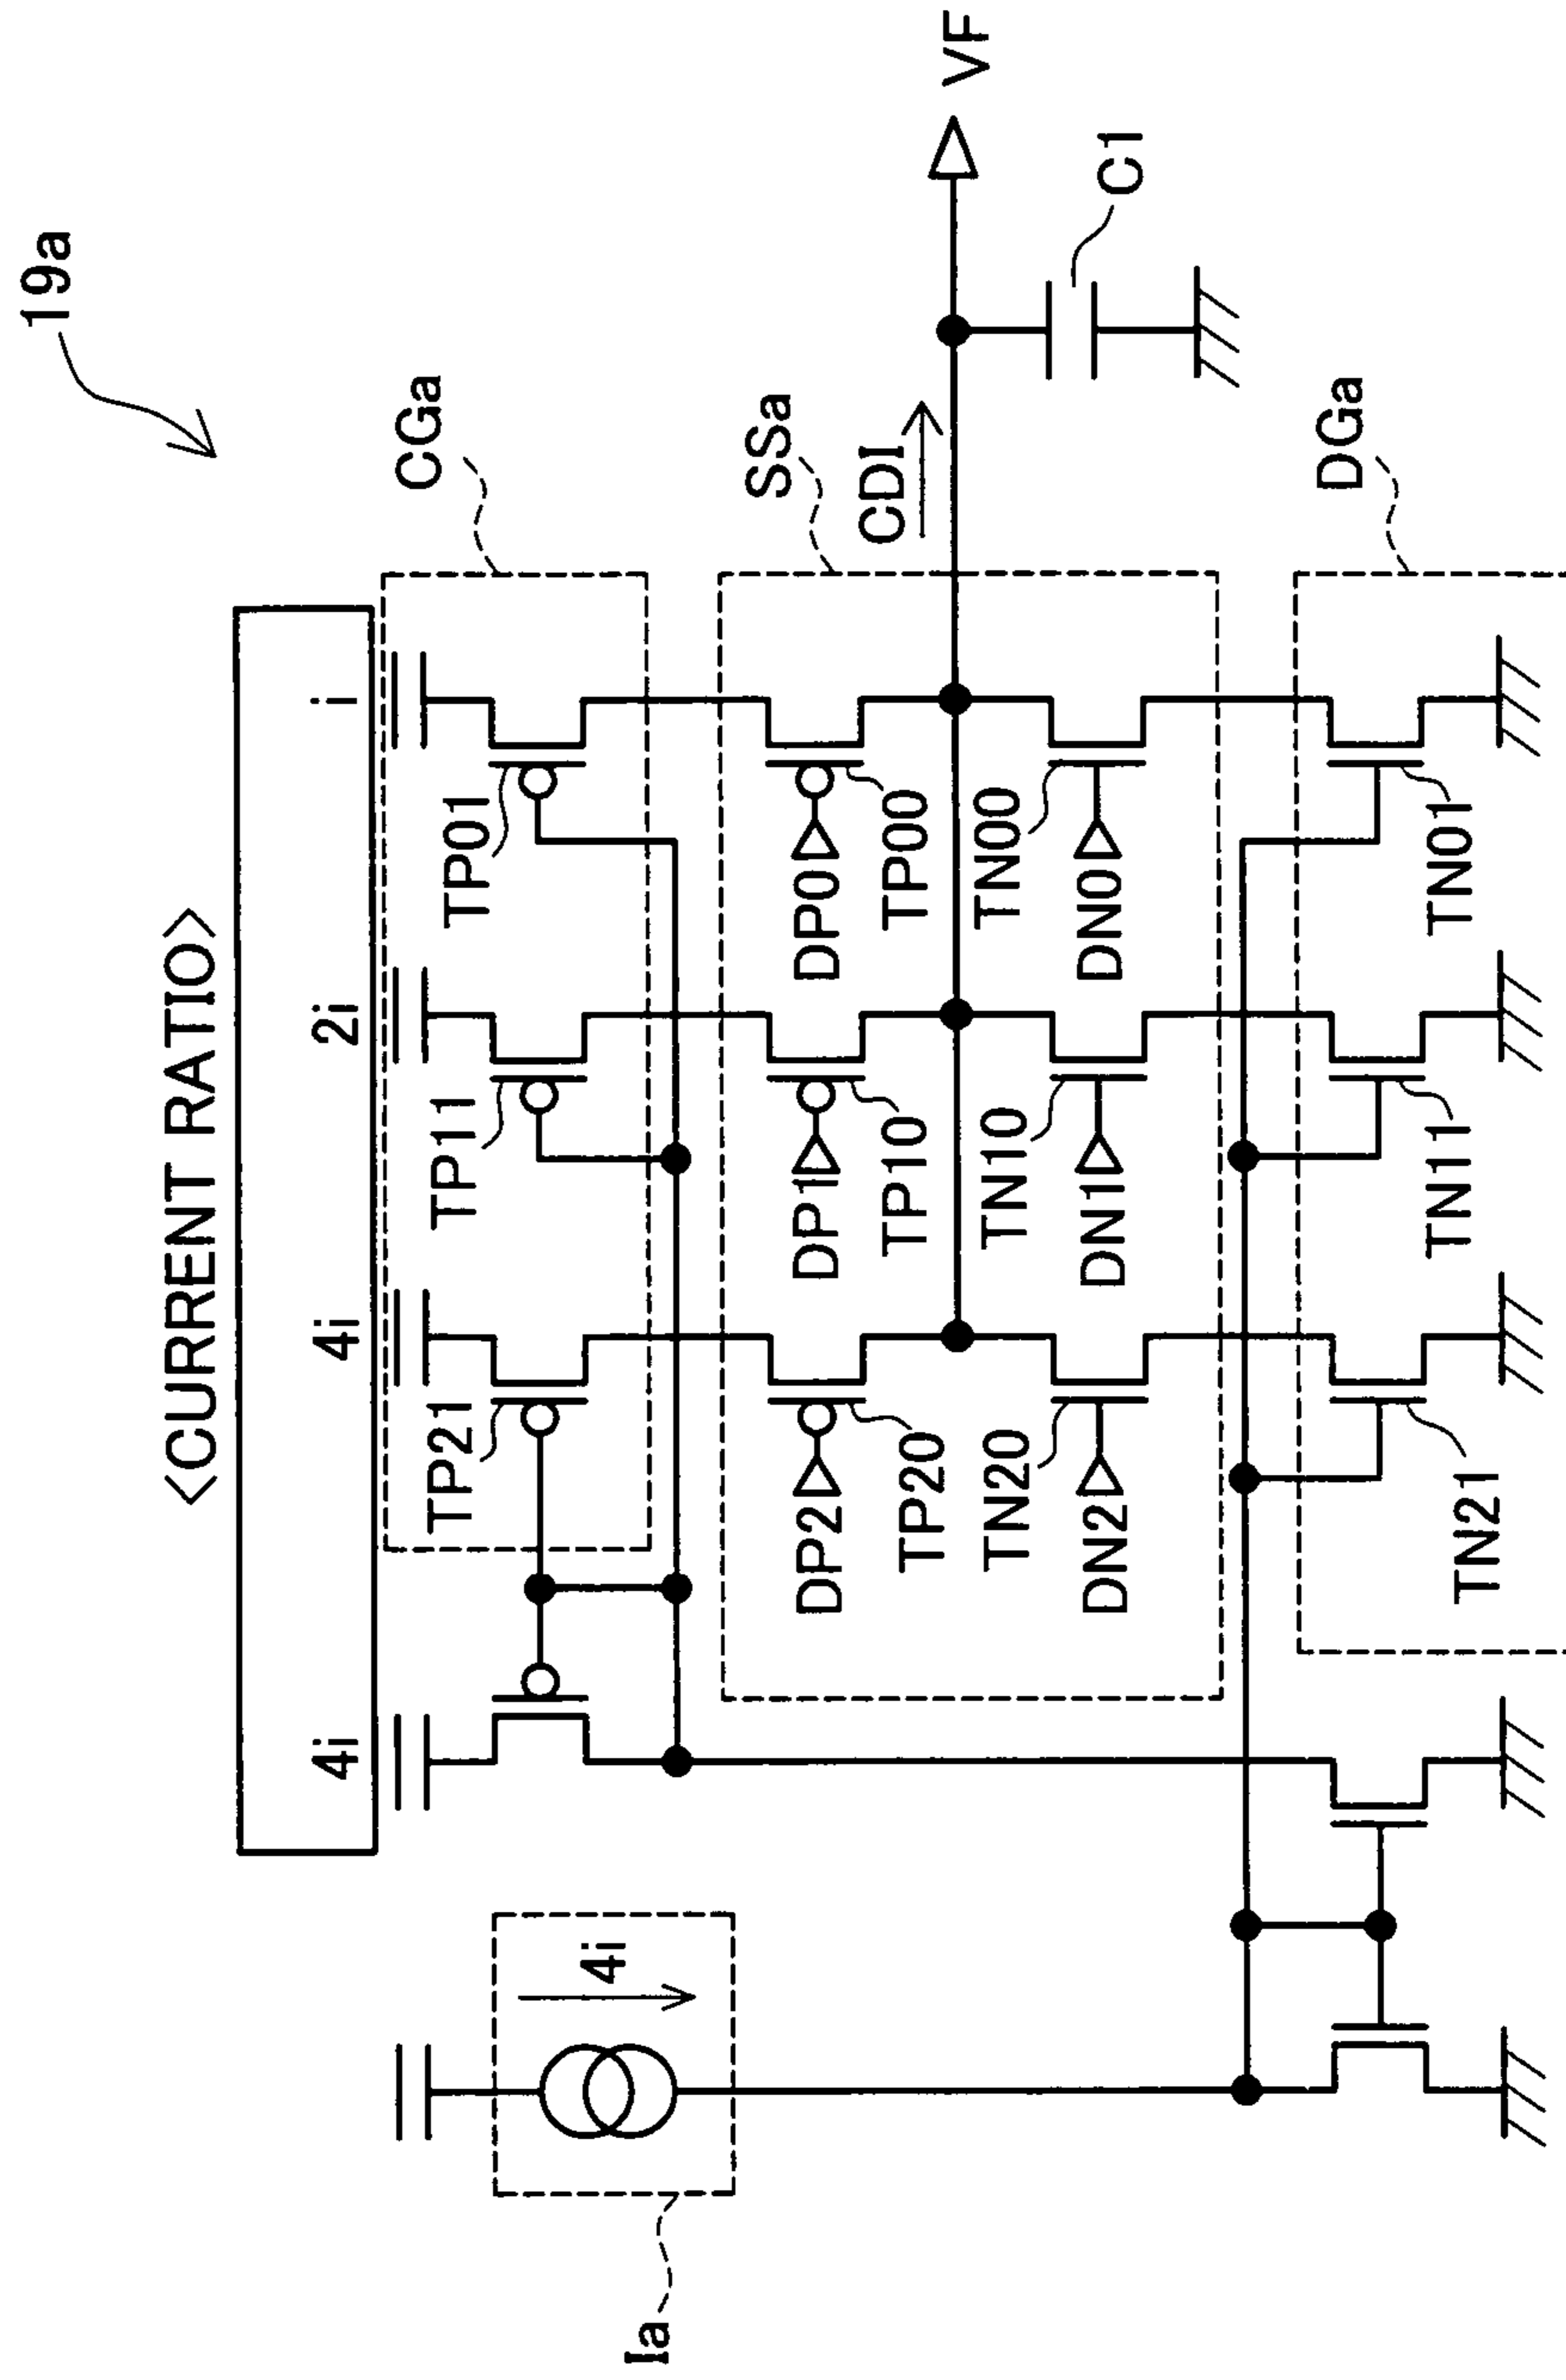 19a
<CURRENT RATIO>
4i
4i
2i
i
CGa
TP21
TP11
TP01
Ia
4i
SSa
DP2
DP1
DP0
TP20
TP10
TP00
CDI
VF
TN20
TN10
TN00
DN2
DN1
DN0
C1
DGa
TN21
TN11
TN01